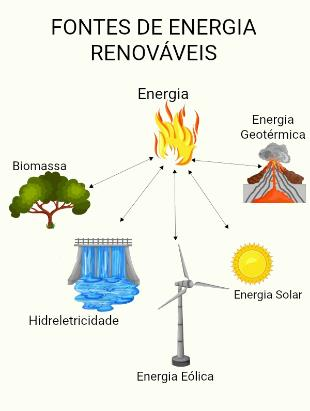 FONTES DE ENERGIA
RENOVÁVEIS
Energia
Energia
Geotérmica
Biomassa
Energia Solar
Hidreletricidade
Energia Eólica